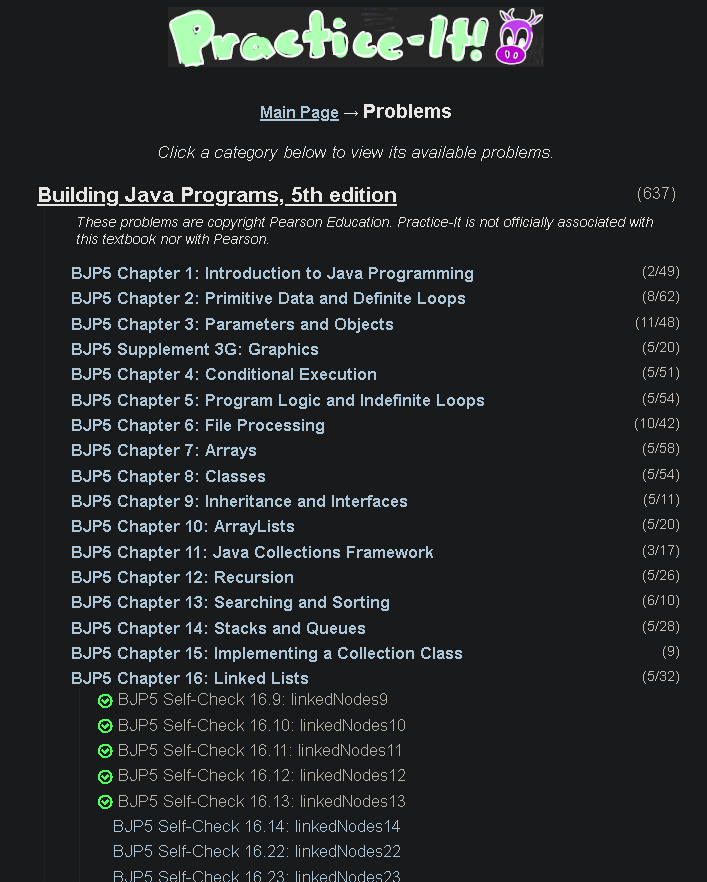 Practice-It!
Main Page → Problems
Click a category below to view its available problems.
Building Java Programs, 5th edition (637)
These problems are copyright Pearson Education. Practice-It is not officially associated with
this textbook nor with Pearson.
BJP5 Chapter 1: Introduction to Java Programming (2/49)
BJP5 Chapter 2: Primitive Data and Definite Loops (8/62)
BJP5 Chapter 3: Parameters and Objects (11/48)
BJP5 Supplement 3G: Graphics (5/20)
BJP5 Chapter 4: Conditional Execution (5/51)
BJP5 Chapter 5: Program Logic and Indefinite Loops (5/54)
BJP5 Chapter 6: File Processing (10/42)
BJP5 Chapter 7: Arrays (5/58)
BJP5 Chapter 8: Classes (5/54)
BJP5 Chapter 9: Inheritance and Interfaces (5/11)
BJP5 Chapter 10: ArrayLists (5/20)
BJP5 Chapter 11: Java Collections Framework (3/17)
BJP5 Chapter 12: Recursion (5/26)
BJP5 Chapter 13: Searching and Sorting (6/10)
BJP5 Chapter 14: Stacks and Queues (5/28)
BJP5 Chapter 15: Implementing a Collection Class (9)
BJP5 Chapter 16: Linked Lists (5/32)
BJP5 Self-Check 16.9: linkedNodes9
BJP5 Self-Check 16.10: linkedNodes10
BJP5 Self-Check 16.11: linkedNodes11
BJP5 Self-Check 16.12: linkedNodes12
BJP5 Self-Check 16.13: linkedNodes13
BJP5 Self-Check 16.14: linkedNodes14
BJP5 Self-Check 16.22: linkedNodes22
BJP5 Self-Check 16.23: linkedNodes23